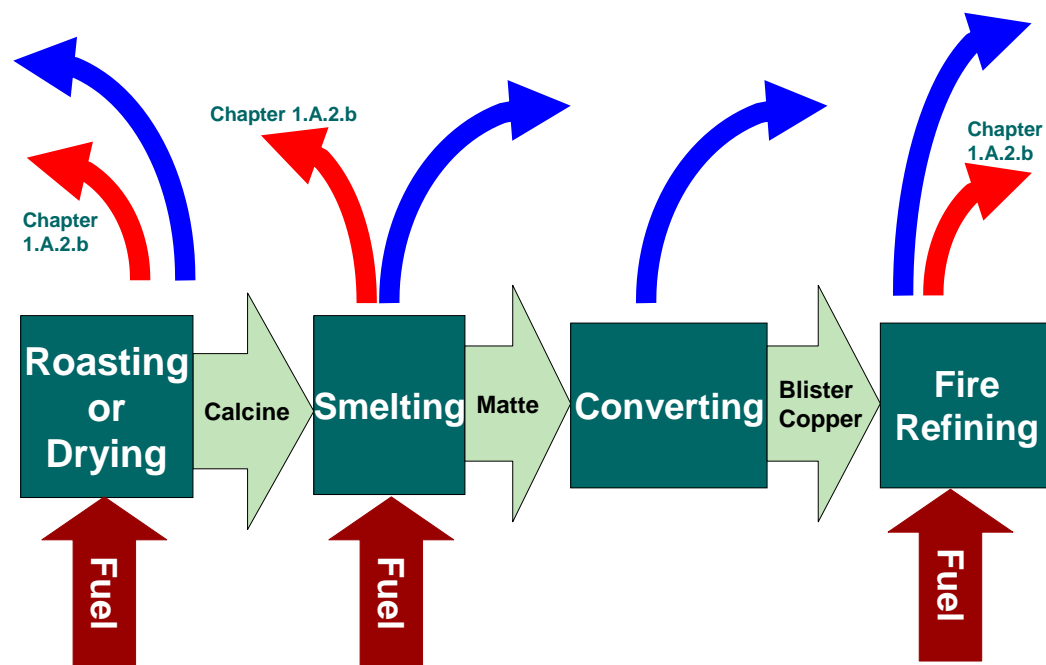 Chapter 1.A.2.b
Chapter
1.A.2.b
Chapter
1.A.2.b
Roasting
or
Drying
Calcine
Smelting
Matte
Converting
Blister
Copper
Fire
Refining
Fuel
Fuel
Fuel